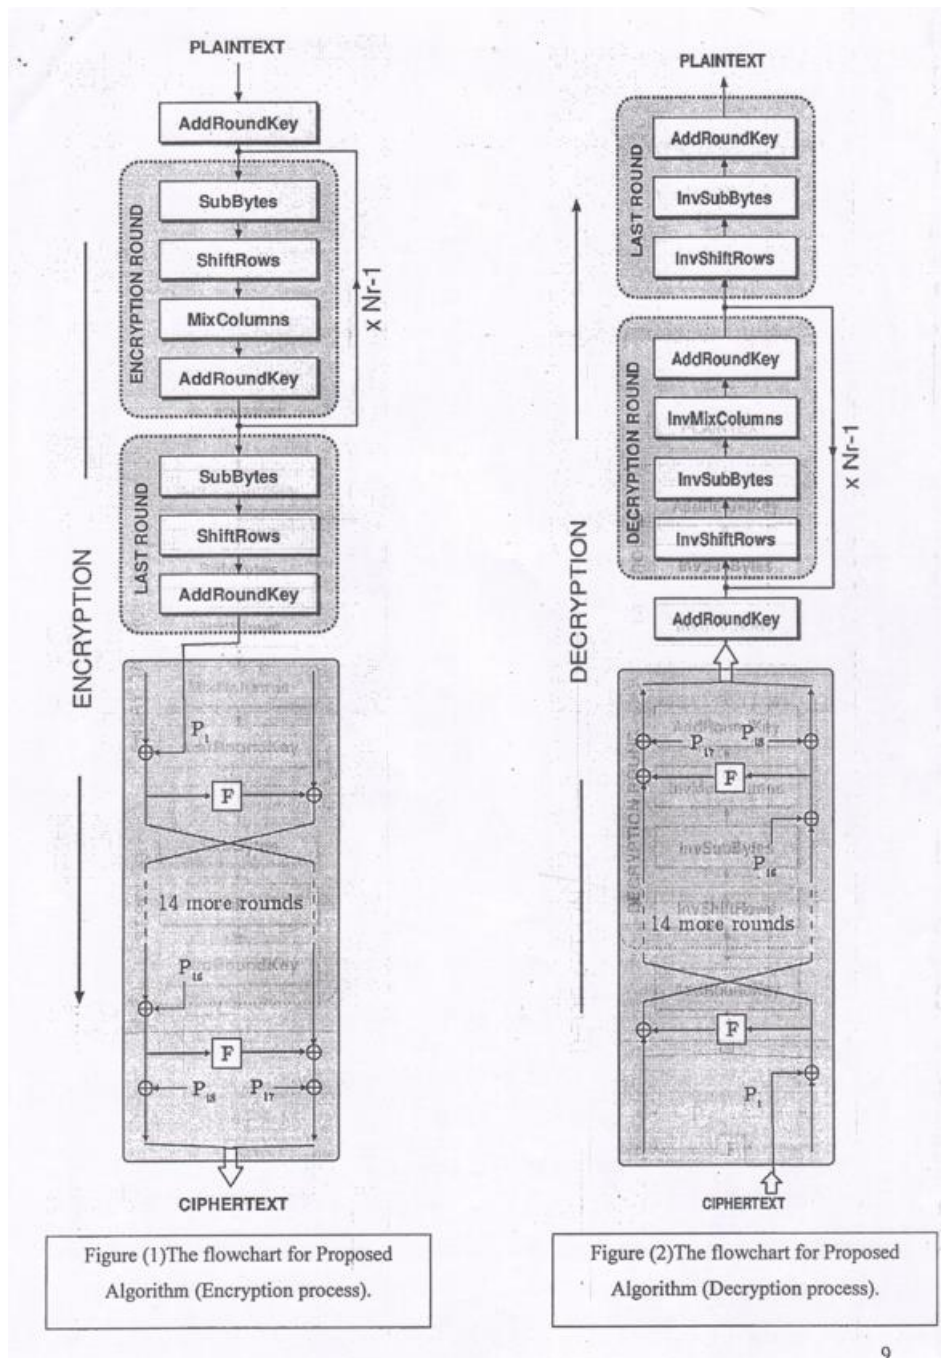 PLAINTEXT
AddRoundKey
ENCRYPTION ROUND
SubBytes
ShiftRows
MixColumns
AddRoundKey
x Nr-1
LAST ROUND
SubBytes
ShiftRows
AddRoundKey
ENCRYPTION
P1
F
14 more rounds
P16
F
P18
P17
CIPHERTEXT
Figure (1)The flowchart for Proposed
Algorithm (Encryption process).
PLAINTEXT
LAST ROUND
AddRoundKey
InvSubBytes
InvShiftRows
DECRYPTION ROUND
AddRoundKey
InvMixColumns
InvSubBytes
InvShiftRows
x Nr-1
AddRoundKey
DECRYPTION
P17
P18
F
P16
14 more rounds
F
P1
CIPHERTEXT
Figure (2)The flowchart for Proposed
Algorithm (Decryption process).
9